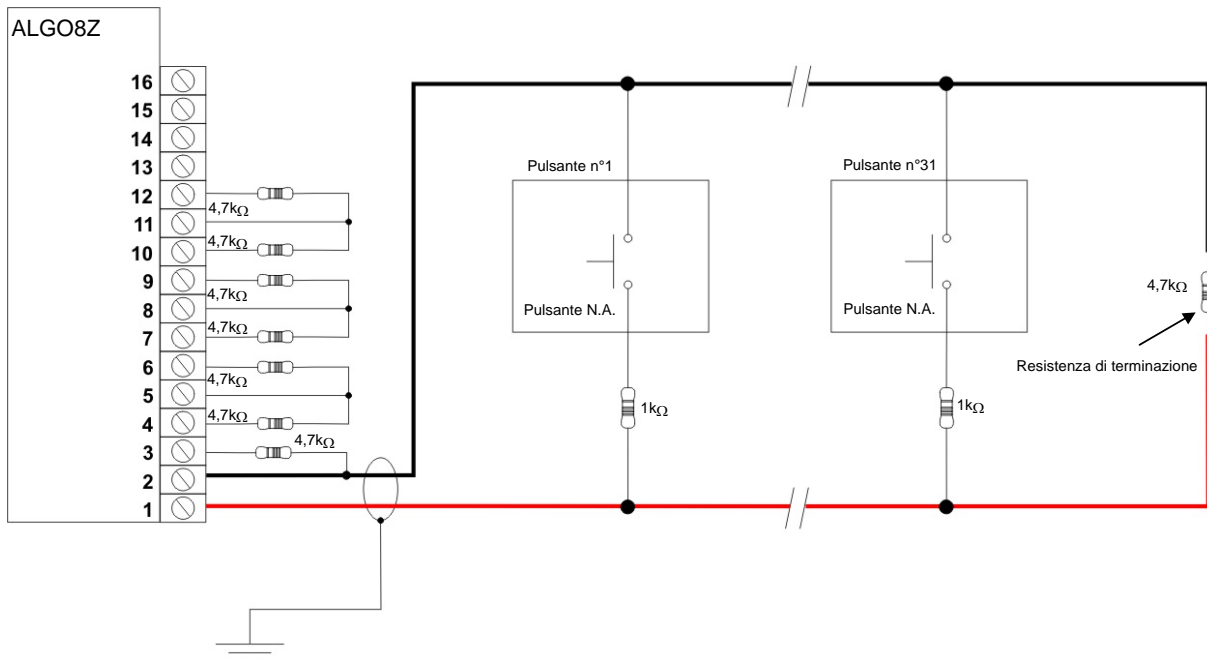 ALGO8Z
16
15
14
13
12
4,7kΩ
11
4,7kΩ
10
9
4,7kΩ
8
4,7kΩ
7
6
4,7kΩ
5
4,7kΩ
4
4,7kΩ
3
2
1
Pulsante n°1
Pulsante N.A.
1kΩ
Pulsante n°31
Pulsante N.A.
1kΩ
4,7kΩ
Resistenza di terminazione